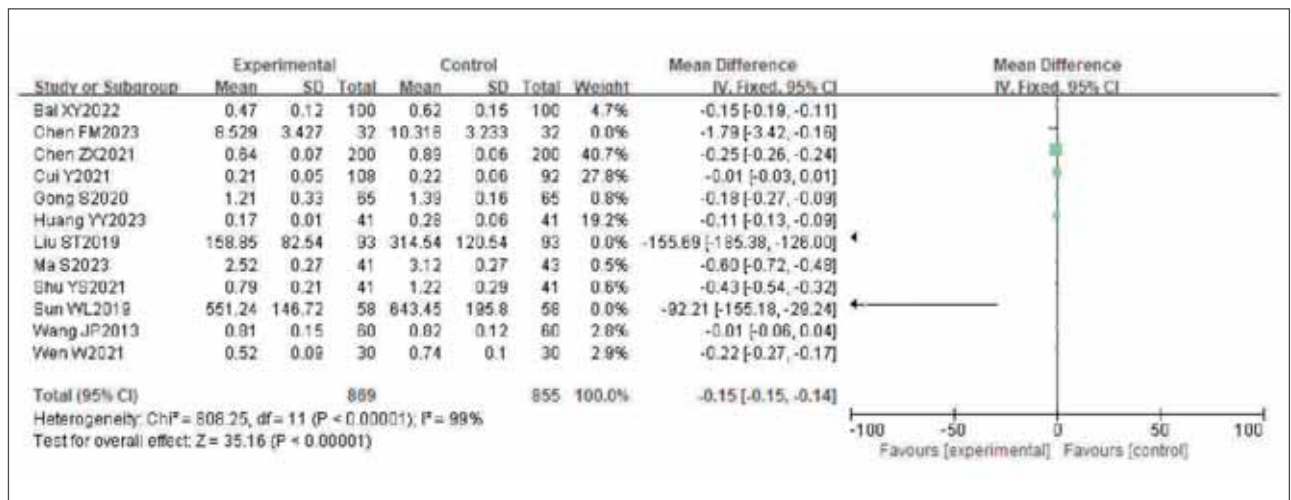 Experimental Control Mean Difference Mean Difference
Study or Subgroup Mean SD Total Mean SD Total Weight IV, Fixed, 95% CI IV, Fixed, 95% CI
Bai XY2022 0.47 0.12 100 0.62 0.15 100 4.7% -0.15 [-0.19, -0.11]
Chen FM2023 8.529 3.427 32 10.318 3.233 32 0.0% -1.79 [-3.42, -0.16]
Chen ZX2021 0.64 0.07 200 0.89 0.06 200 40.7% -0.25 [-0.26, -0.24]
Cui Y2021 0.21 0.05 108 0.22 0.06 92 27.8% -0.01 [-0.03, 0.01]
Gong S2020 1.21 0.33 65 1.39 0.16 65 0.8% -0.18 [-0.27, -0.09]
Huang YY2023 0.17 0.01 41 0.28 0.06 41 19.2% -0.11 [-0.13, -0.09]
Liu ST2019 158.85 82.54 93 314.54 120.54 93 0.0% -155.69 [-185.38, -126.00]
Ma S2023 2.52 0.27 41 3.12 0.27 43 0.5% -0.60 [-0.72, -0.48]
Shu YS2021 0.79 0.21 41 1.22 0.29 41 0.6% -0.43 [-0.54, -0.32]
Sun WL2019 551.24 146.72 58 643.45 195.8 58 0.0% -92.21 [-155.18, -29.24]
Wang JP2013 0.81 0.15 60 0.82 0.12 60 2.8% -0.01 [-0.06, 0.04]
Wen W2021 0.52 0.09 30 0.74 0.1 30 2.9% -0.22 [-0.27, -0.17]
Total (95% CI) 869 855 100.0% -0.15 [-0.15, -0.14]
Heterogeneity: Chi² = 808.25, df = 11 (P < 0.00001); I² = 99%
Test for overall effect: Z = 35.16 (P < 0.00001)
-100 -50 0 50 100
Favours [experimental] Favours [control]